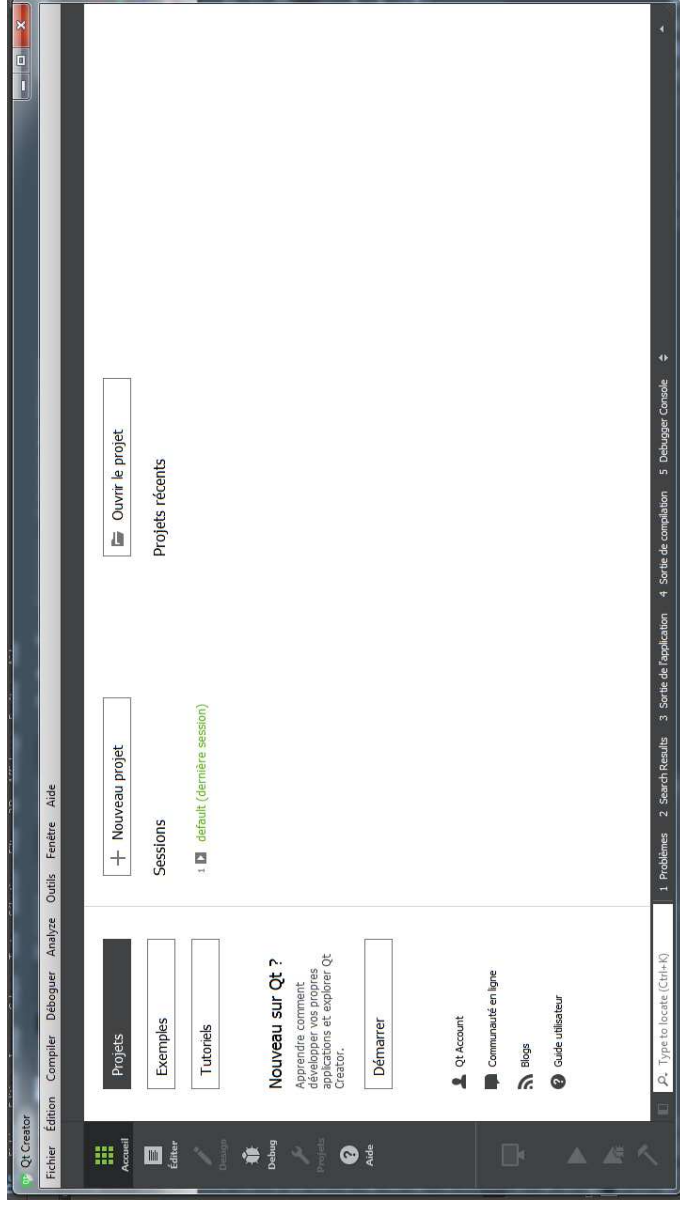 Qt Creator
Fichier Édition Compiler Déboguer Analyze Outils Fenêtre Aide
Accueil
Éditer
Design
Debug
Projets
Aide
Projets
Exemples
Tutoriels
Nouveau sur Qt ?
Apprendre comment
développer vos propres
applications et explorer Qt
Creator.
Démarrer
Qt Account
Communauté en ligne
Blogs
Guide utilisateur
Nouveau projet
Ouvrir le projet
Sessions
Projets récents
1 default (dernière session)
Type to locate (Ctrl+K)
1 Problèmes 2 Search Results 3 Sortie de l'application 4 Sortie de compilation 5 Debugger Console